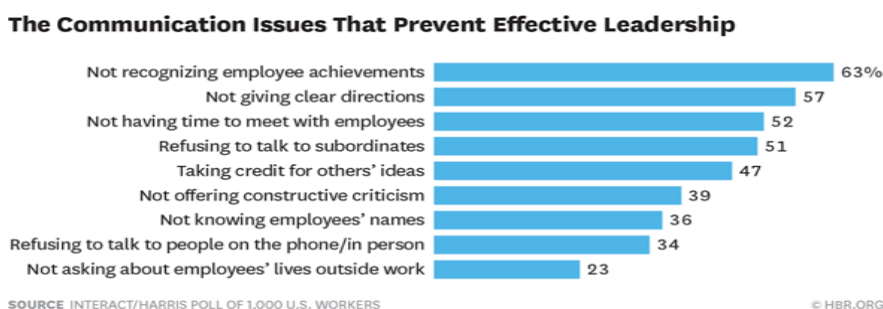 The Communication Issues That Prevent Effective Leadership
Not recognizing employee achievements 63%
Not giving clear directions 57
Not having time to meet with employees 52
Refusing to talk to subordinates 51
Taking credit for others’ ideas 47
Not offering constructive criticism 39
Not knowing employees’ names 36
Refusing to talk to people on the phone/in person 34
Not asking about employees’ lives outside work 23
SOURCE INTERACT/HARRIS POLL OF 1,000 U.S. WORKERS © HBR.ORG